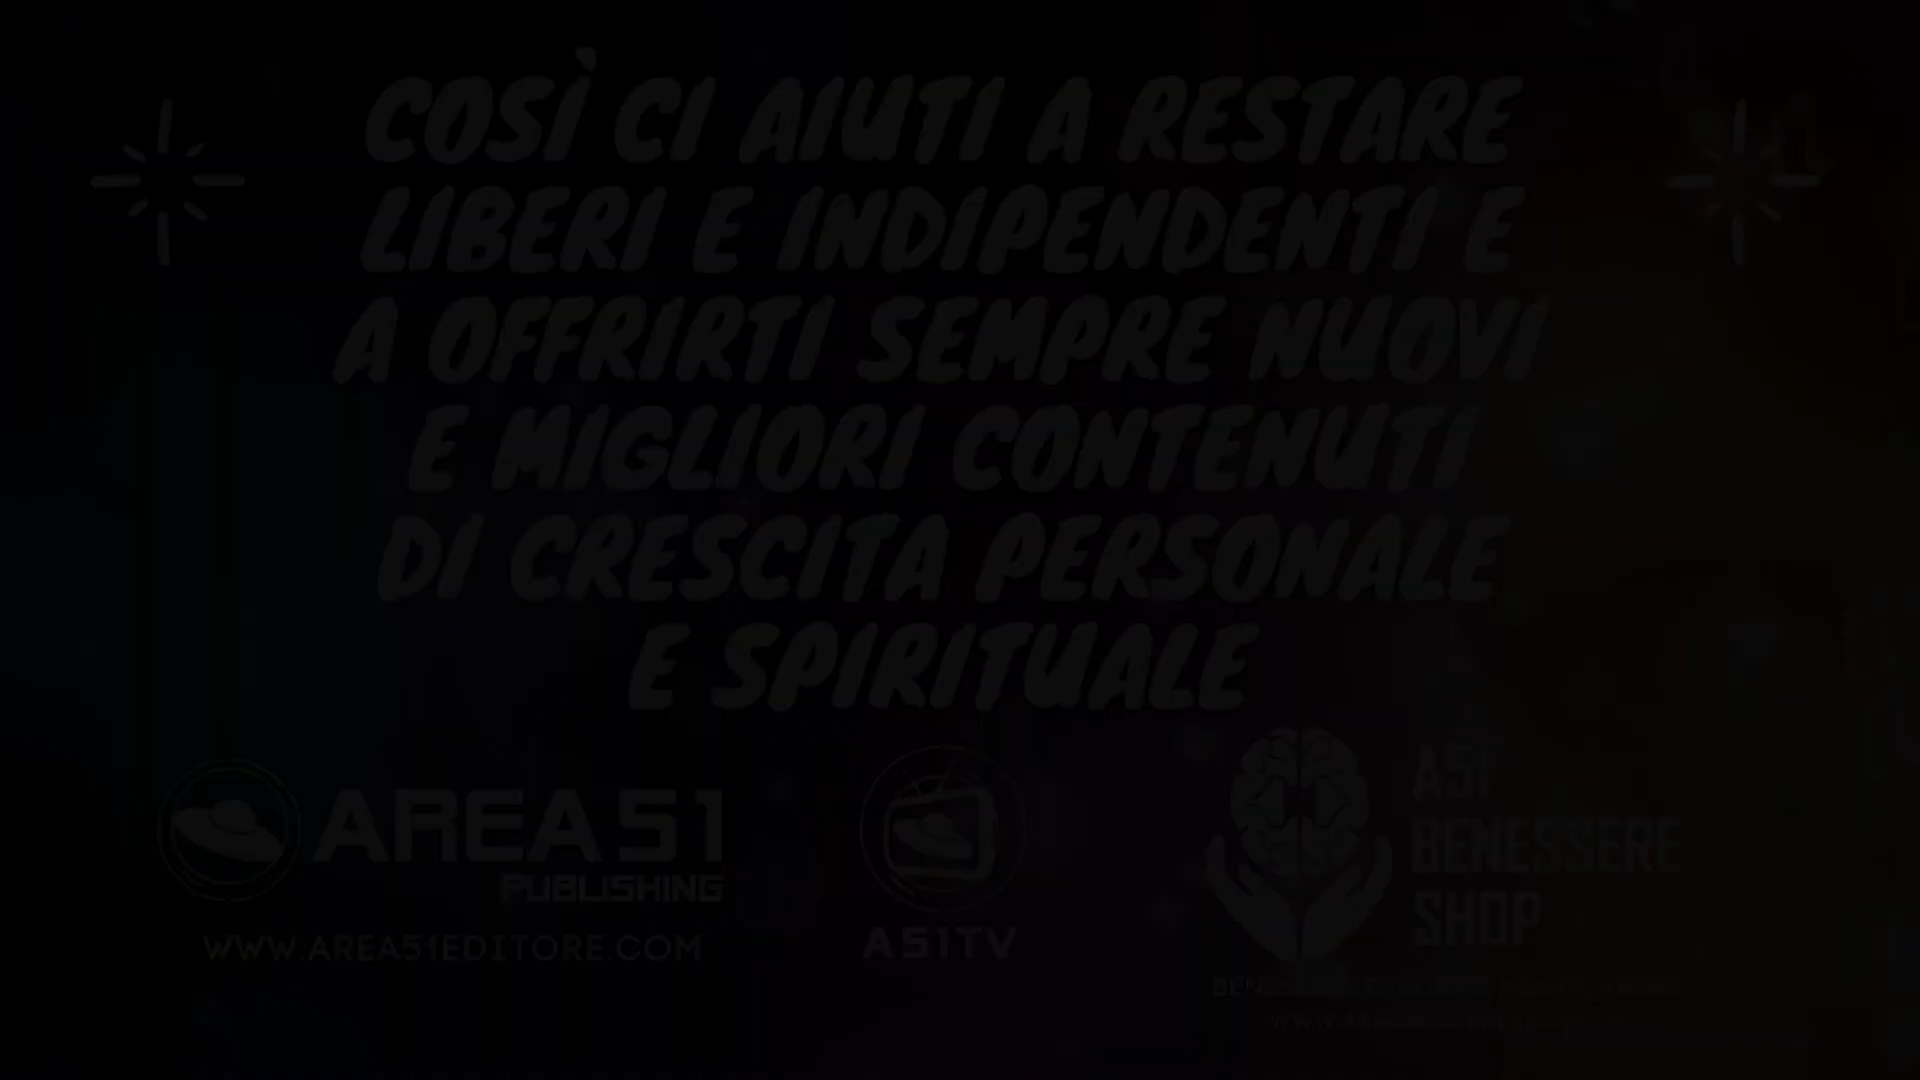 COSÌ CI AIUTI A RESTARE
LIBERI E INDIPENDENTI E
A OFFRIRTI SEMPRE NUOVI
E MIGLIORI CONTENUTI
DI CRESCITA PERSONALE
E SPIRITUALE
AREA51
PUBLISHING
WWW.AREA51EDITORE.COM
A51TV
A51
BENESSERE
SHOP